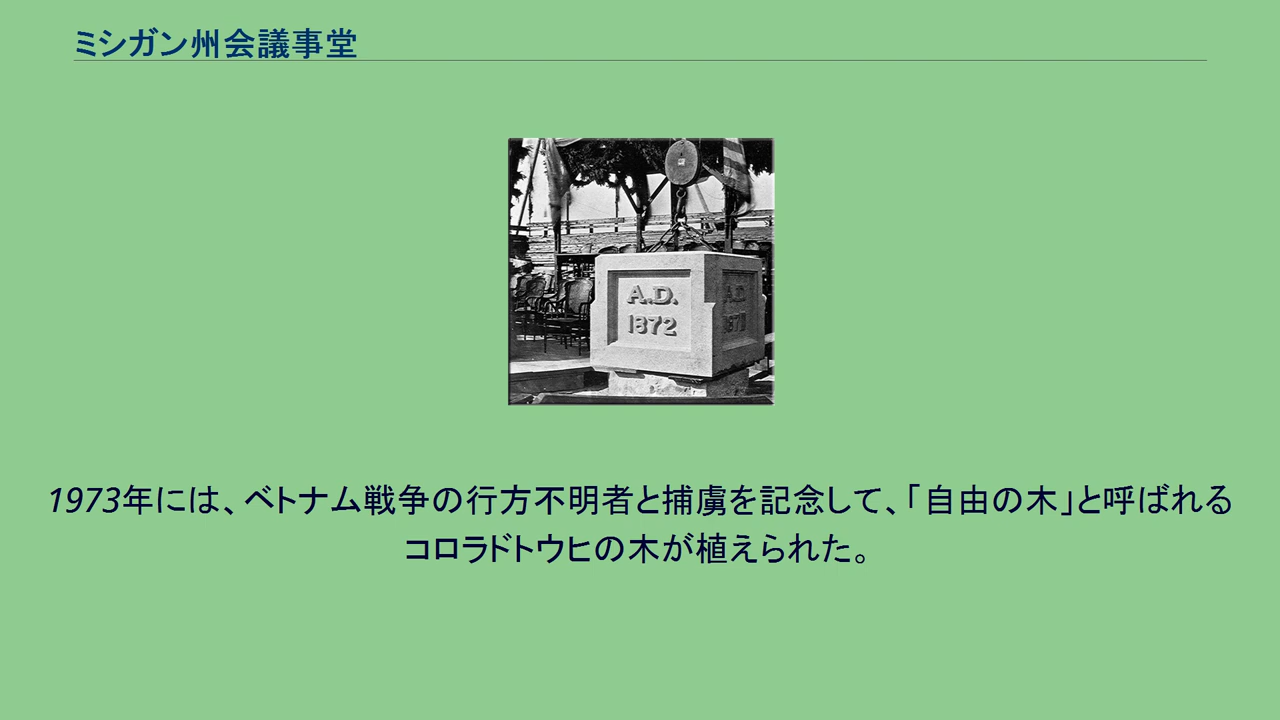 ミシガン州会議事堂
A.D.
1872
A.D.
1973年には、ベトナム戦争の行方不明者と捕虜を記念して、「自由の木」と呼ばれる
コロラドトウヒの木が植えられた。